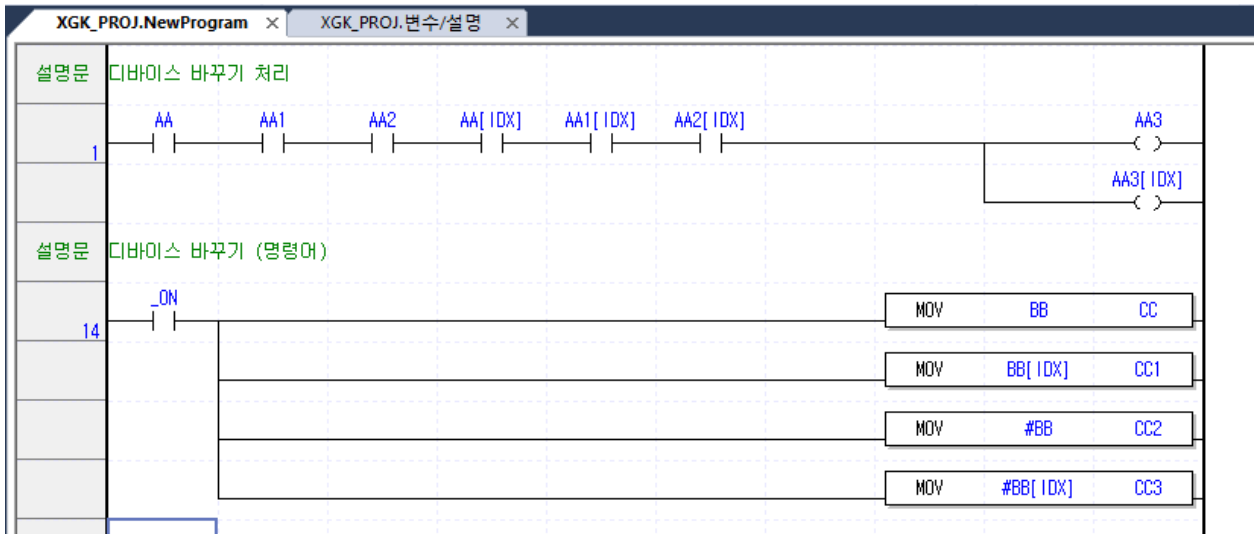 XGK_PROJ.NewProgram × XGK_PROJ.변수/설명 ×
설명문 디바이스 바꾸기 처리
AA AA1 AA2 AA[IDX] AA1[IDX] AA2[IDX] AA3
1
AA3[IDX]
설명문 디바이스 바꾸기 (명령어)
_ON
14 MOV BB CC
MOV BB[IDX] CC1
MOV #BB CC2
MOV #BB[IDX] CC3